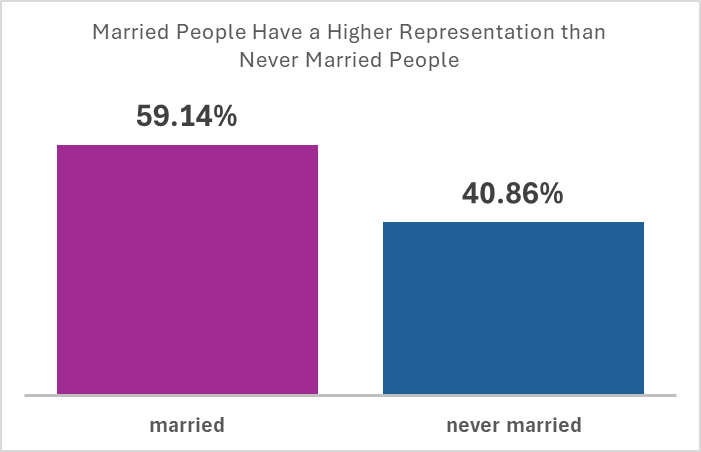 Married People Have a Higher Representation than
Never Married People
59.14%
40.86%
married
never married